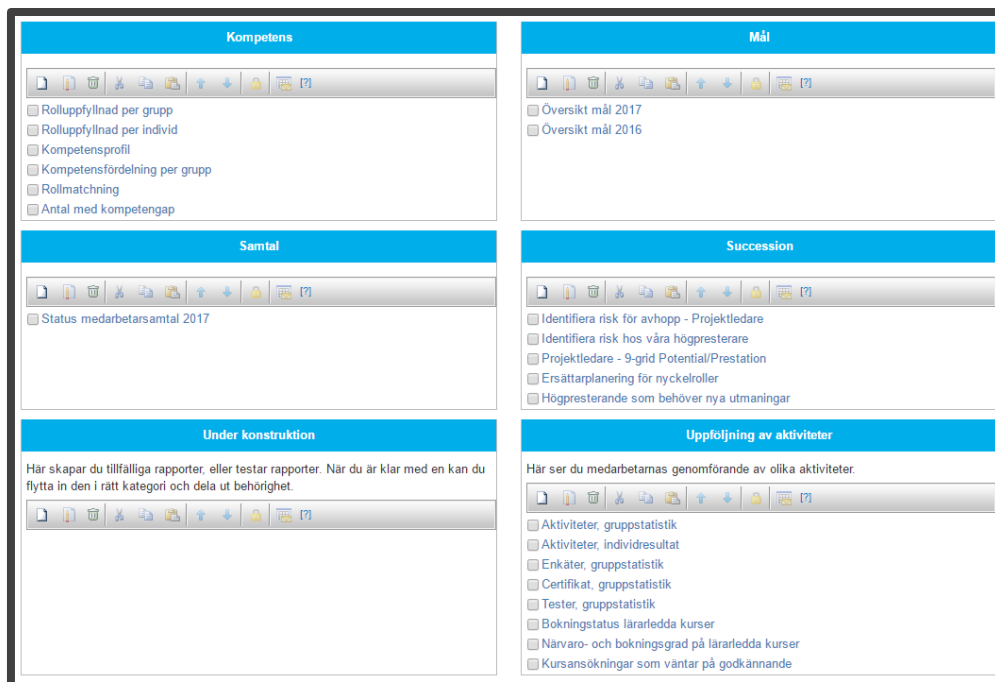 Kompetens
[?]
Rolluppfyllnad per grupp
Rolluppfyllnad per individ
Kompetensprofil
Kompetensfördelning per grupp
Rollmatchning
Antal med kompetengap
Mål
[?]
Översikt mål 2017
Översikt mål 2016
Samtal
[?]
Status medarbetarsamtal 2017
Succession
[?]
Identifiera risk för avhopp - Projektledare
Identifiera risk hos våra högpresterare
Projektledare - 9-grid Potential/Prestation
Ersättarplanering för nyckelroller
Högpresterande som behöver nya utmaningar
Under konstruktion
Här skapar du tillfälliga rapporter, eller testar rapporter. När du är klar med en kan du
flytta in den i rätt kategori och dela ut behörighet.
[?]
Uppföljning av aktiviteter
Här ser du medarbetarnas genomförande av olika aktiviteter.
[?]
Aktiviteter, gruppstatistik
Aktiviteter, individresultat
Enkäter, gruppstatistik
Certifikat, gruppstatistik
Tester, gruppstatistik
Bokningstatus lärarledda kurser
Närvaro- och bokningsgrad på lärarledda kurser
Kursansökningar som väntar på godkännande